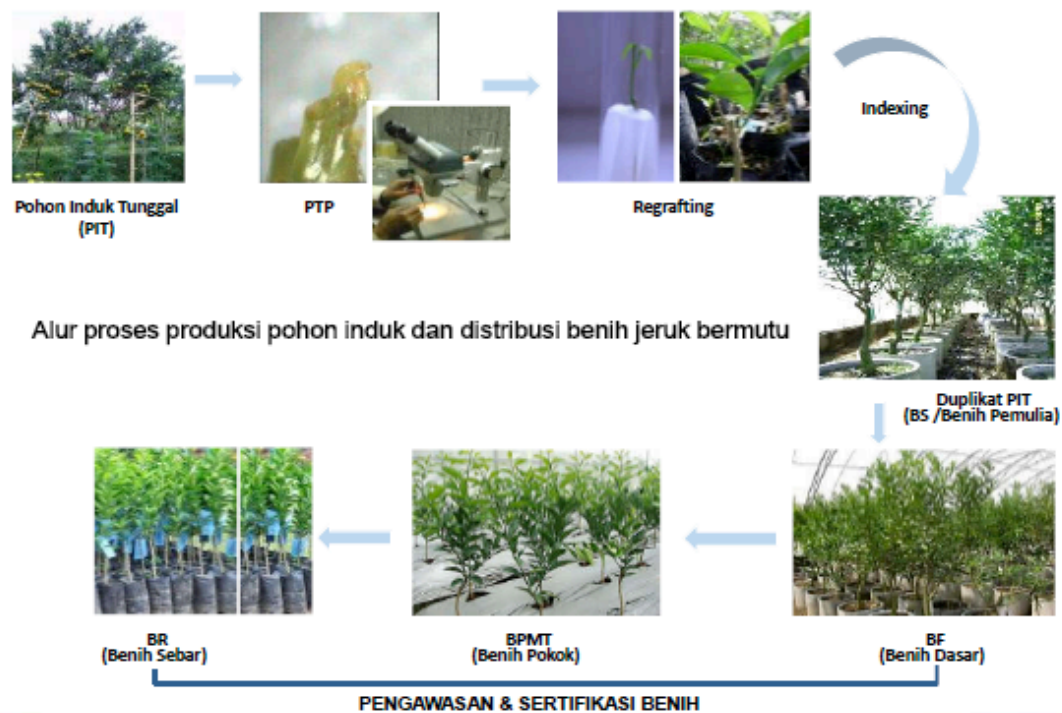 Pohon Induk Tunggal
(PIT)
PTP
Regrafting
Indexing
Alur proses produksi pohon induk dan distribusi benih jeruk bermutu
Duplikat PIT
(BS /Benih Pemulia)
BR
(Benih Sebar)
BPMT
(Benih Pokok)
BF
(Benih Dasar)
PENGAWASAN & SERTIFIKASI BENIH